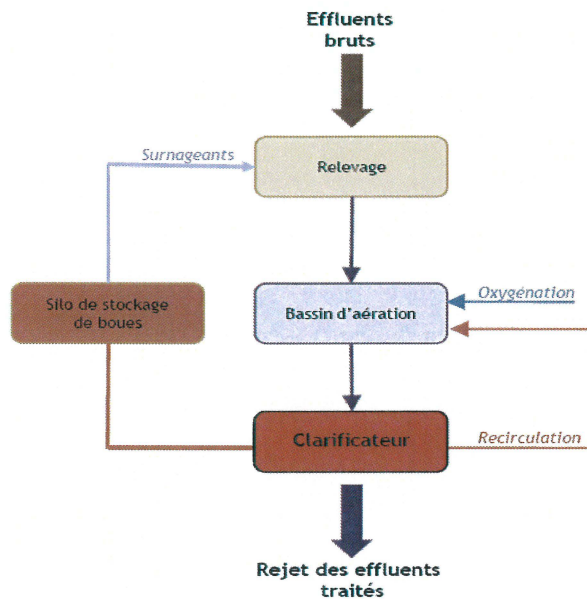 Effluents
bruts
Surnageants
Relevage
Silo de stockage
de boues
Bassin d'aération
Oxygénation
Clarificateur
Recirculation
Rejet des effluents
traités